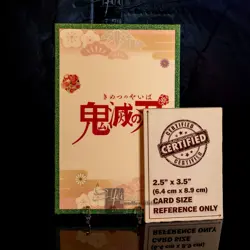 きめつのやいば
鬼滅の刃
CERTIFIED
CERTIFIED
CERTIFIED
2.5" x 3.5"
(6.4 cm x 8.9 cm)
CARD SIZE
REFERENCE ONLY